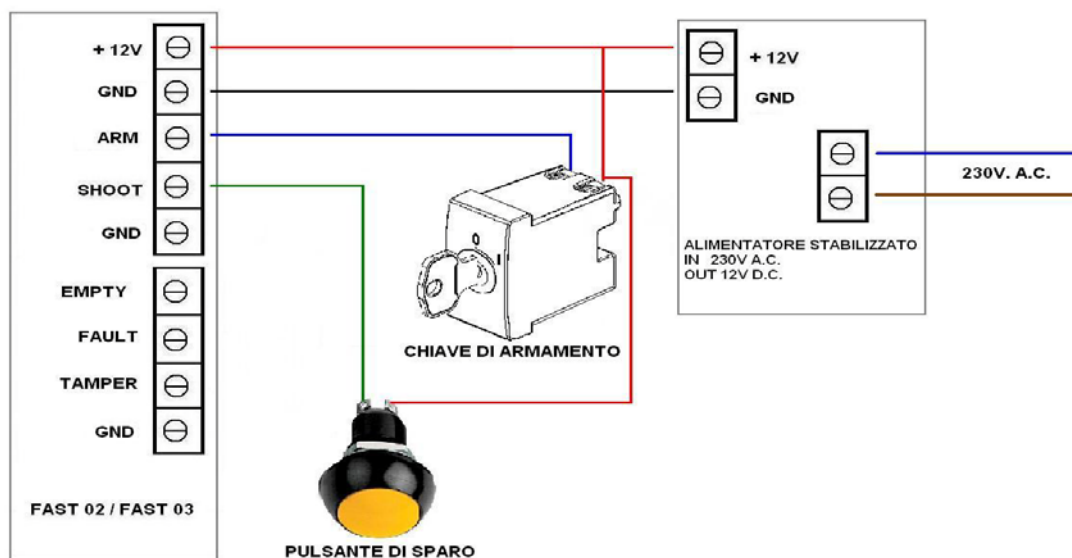 + 12V
GND
ARM
SHOOT
GND
EMPTY
FAULT
TAMPER
GND
FAST 02 / FAST 03
0
I
CHIAVE DI ARMAMENTO
PULSANTE DI SPARO
+ 12V
GND
230V. A.C.
ALIMENTATORE STABILIZZATO
IN 230V A.C.
OUT 12V D.C.